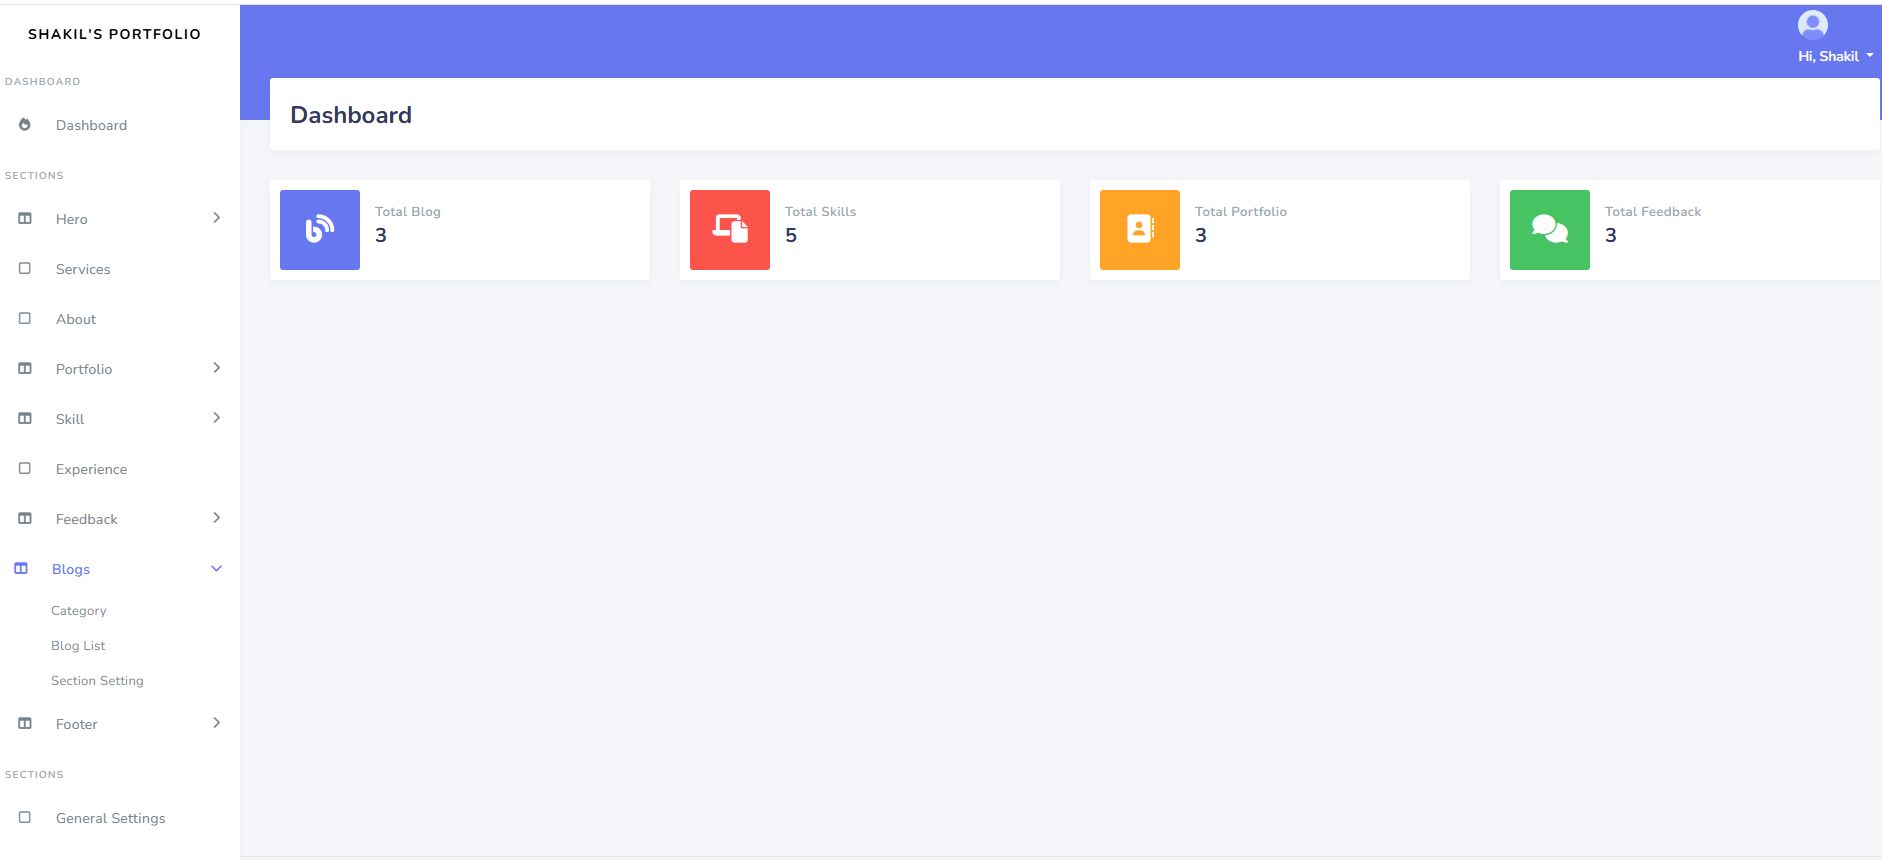 SHAKIL'S PORTFOLIO
DASHBOARD
Dashboard
SECTIONS
Hero
Services
About
Portfolio
Skill
Experience
Feedback
Blogs
Category
Blog List
Section Setting
Footer
SECTIONS
General Settings
Hi, Shakil
Dashboard
Total Blog
3
Total Skills
5
Total Portfolio
3
Total Feedback
3